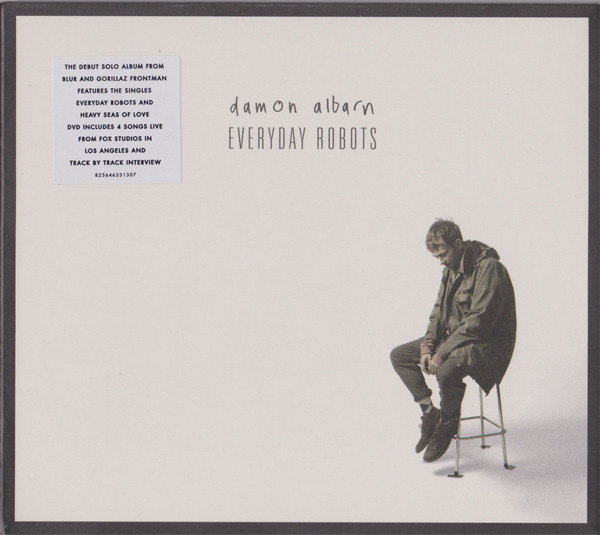 THE DEBUT SOLO ALBUM FROM
BLUR AND GORILLAZ FRONTMAN
FEATURES THE SINGLES
EVERYDAY ROBOTS AND
HEAVY SEAS OF LOVE
DVD INCLUDES 4 SONGS LIVE
FROM FOX STUDIOS IN
LOS ANGELES AND
TRACK BY TRACK INTERVIEW
825646331307
damon albarn
EVERYDAY ROBOTS